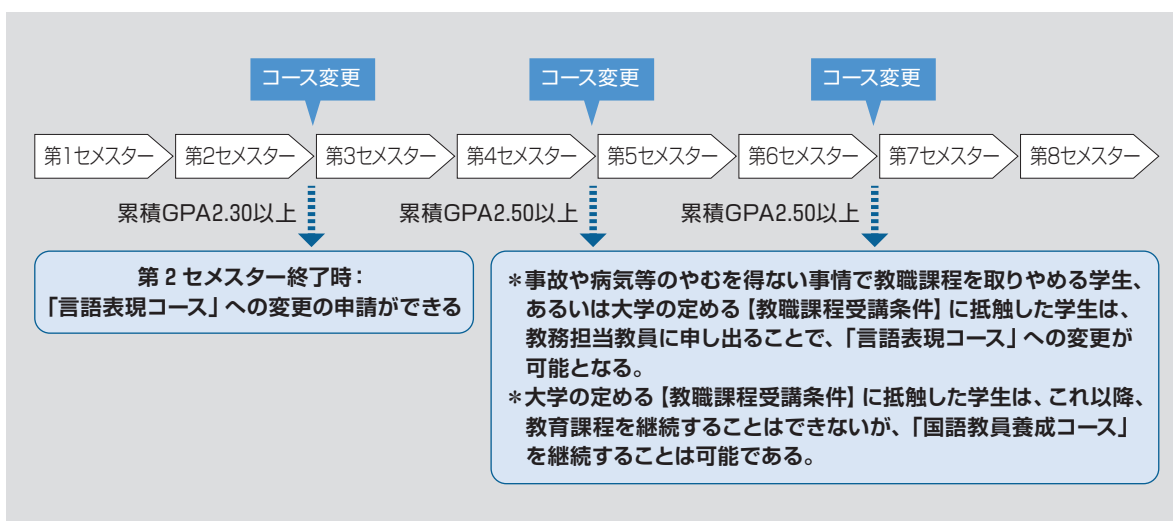 コース変更
コース変更
コース変更
第1セメスター
第2セメスター
第3セメスター
第4セメスター
第5セメスター
第6セメスター
第7セメスター
第8セメスター
累積GPA2.30以上
累積GPA2.50以上
累積GPA2.50以上
第2セメスター終了時：
「言語表現コース」への変更の申請ができる
＊事故や病気等のやむを得ない事情で教職課程を取りやめる学生、
あるいは大学の定める【教職課程受講条件】に抵触した学生は、
教務担当教員に申し出ることで、「言語表現コース」への変更が
可能となる。
＊大学の定める【教職課程受講条件】に抵触した学生は、これ以降、
教育課程を継続することはできないが、「国語教員養成コース」
を継続することは可能である。